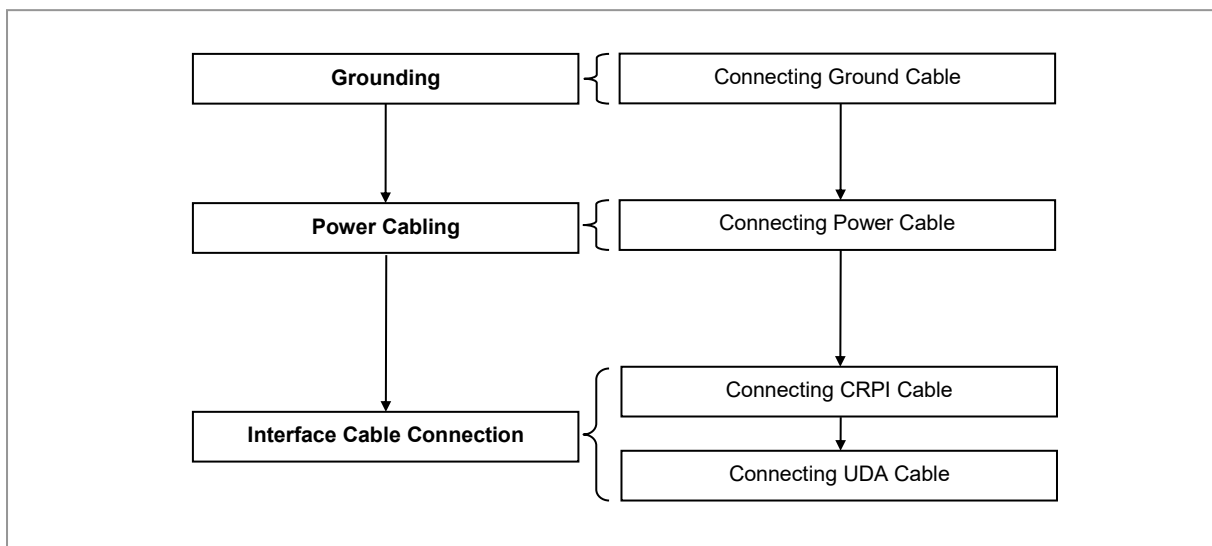 Grounding
Connecting Ground Cable
Power Cabling
Connecting Power Cable
Interface Cable Connection
Connecting CRPI Cable
Connecting UDA Cable